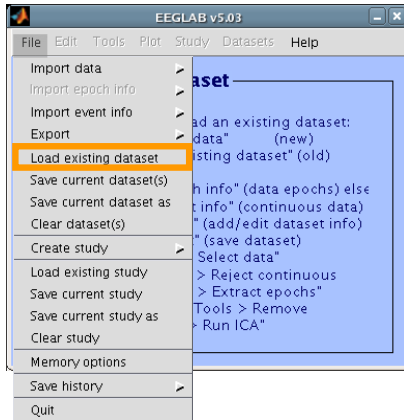 EEGLAB v5.03
File Edit Tools Plot Study Datasets Help
Import data
Import epoch info
Import event info
Export
Load existing dataset
Save current dataset(s)
Save current dataset as
Clear dataset(s)
Create study
Load existing study
Save current study
Save current study as
Clear study
Memory options
Save history
Quit
aset
ad an existing dataset:
data" (new)
isting dataset" (old)
h info" (data epochs) else
t info" (continuous data)
" (add/edit dataset info)
" (save dataset)
Select data"
> Reject continuous
> Extract epochs"
Tools > Remove
> Run ICA"